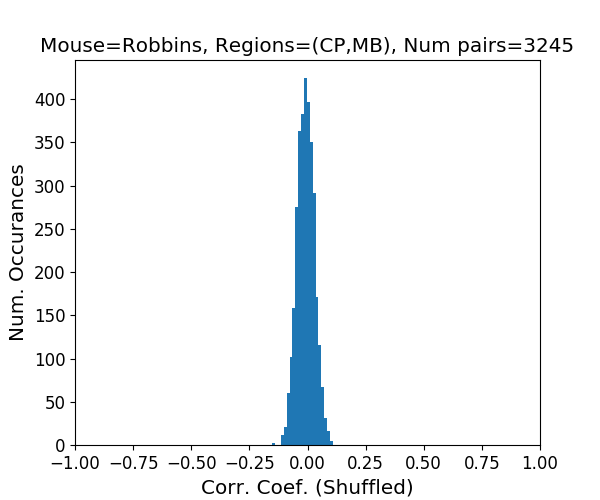 Mouse=Robbins, Regions=(CP,MB), Num pairs=3245
Num. Occurances
400
350
300
250
200
150
100
50
0
−1.00 −0.75 −0.50 −0.25 0.00 0.25 0.50 0.75 1.00
Corr. Coef. (Shuffled)